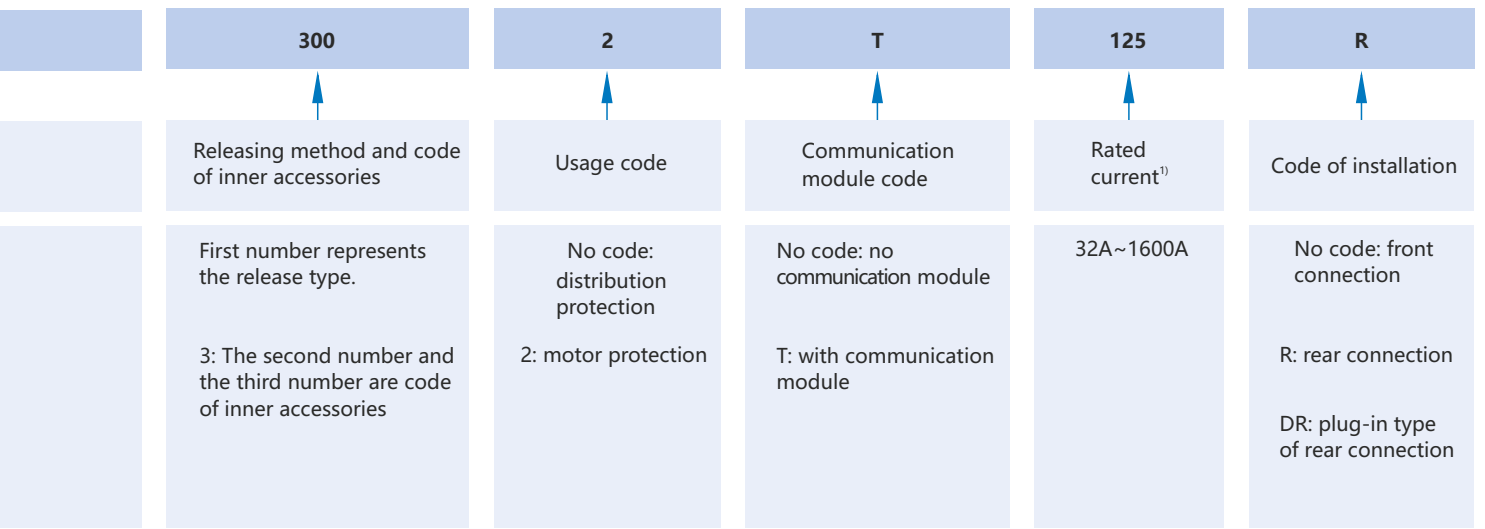 300
2
T
125
R
Releasing method and code
of inner accessories
Usage code
Communication
module code
Rated
current1)
Code of installation
First number represents
the release type.
3: The second number and
the third number are code
of inner accessories
No code:
distribution
protection
2: motor protection
No code: no
communication module
T: with communication
module
32A~1600A
No code: front
connection
R: rear connection
DR: plug-in type
of rear connection